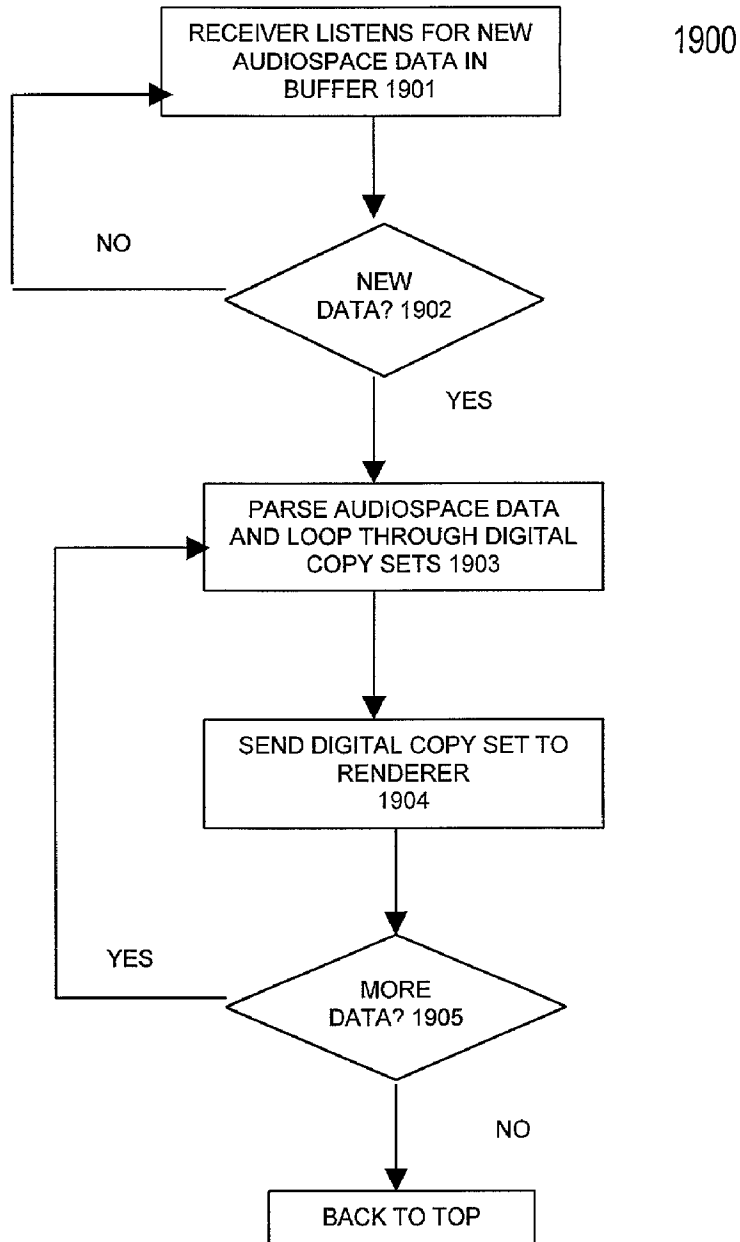 RECEIVER LISTENS FOR NEW
AUDIOSPACE DATA IN
BUFFER 1901
1900
NO
NEW
DATA? 1902
YES
PARSE AUDIOSPACE DATA
AND LOOP THROUGH DIGITAL
COPY SETS 1903
SEND DIGITAL COPY SET TO
RENDERER
1904
YES
MORE
DATA? 1905
NO
BACK TO TOP